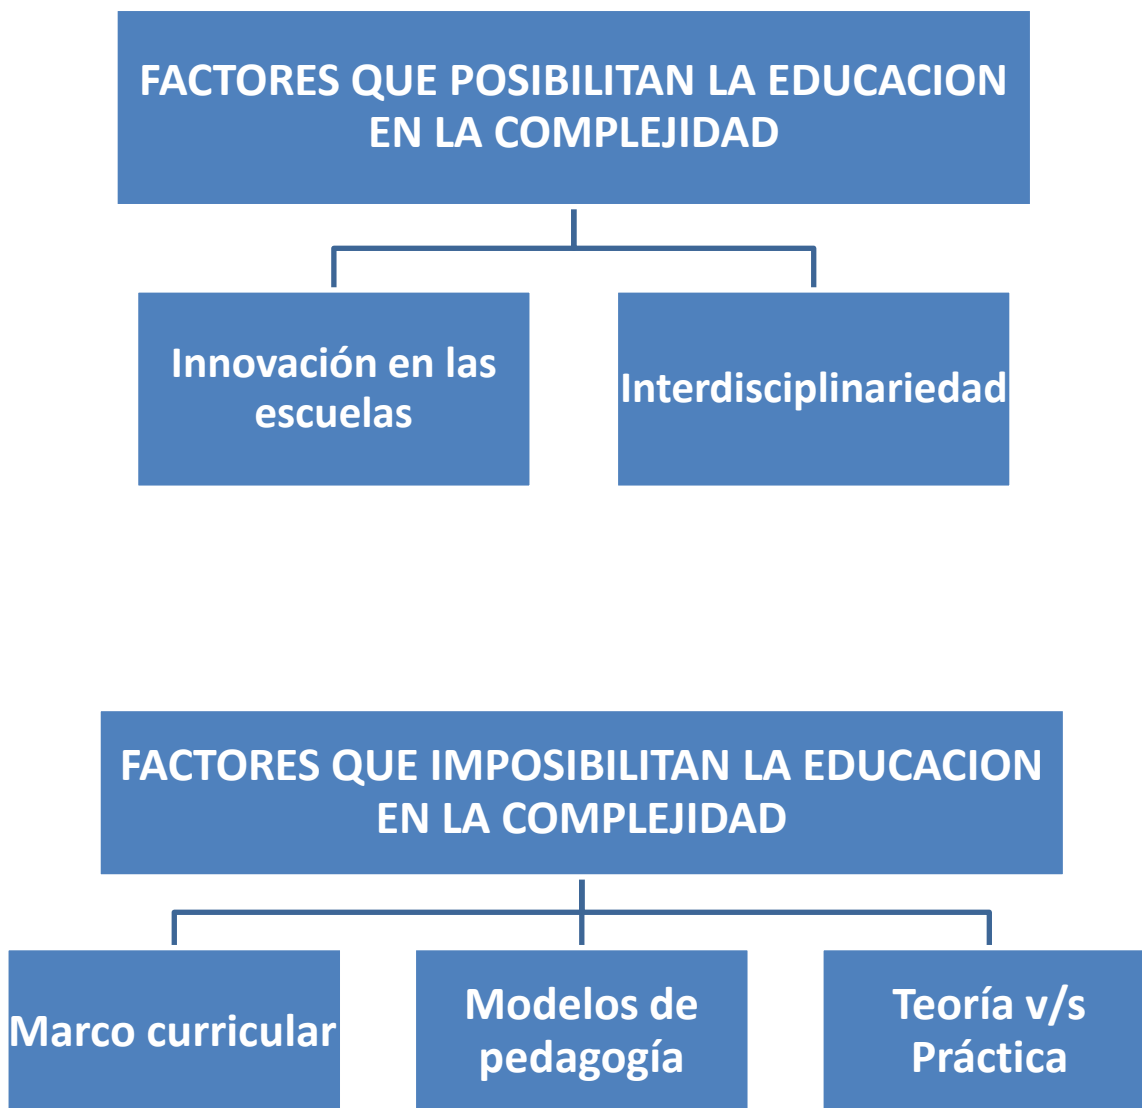 FACTORES QUE POSIBILITAN LA EDUCACION
EN LA COMPLEJIDAD
Innovación en las
escuelas
Interdisciplinariedad
FACTORES QUE IMPOSIBILITAN LA EDUCACION
EN LA COMPLEJIDAD
Marco curricular
Modelos de
pedagogía
Teoría v/s
Práctica